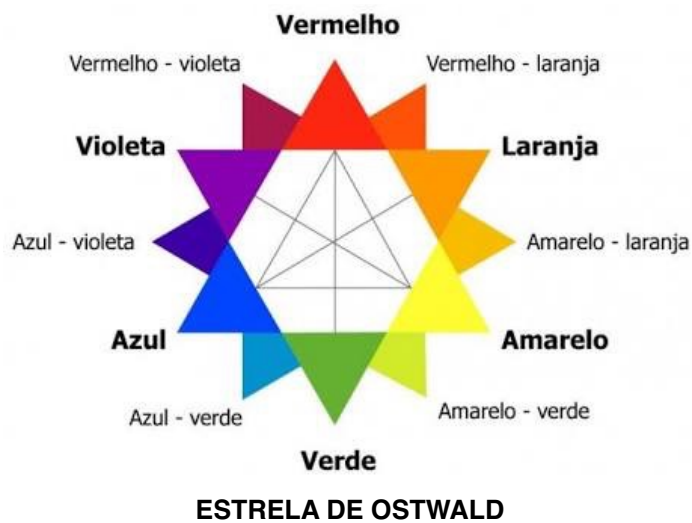 Vermelho
Vermelho - violeta
Vermelho - laranja
Violeta
Laranja
Azul - violeta
Amarelo - laranja
Azul
Amarelo
Azul - verde
Amarelo - verde
Verde
ESTRELA DE OSTWALD